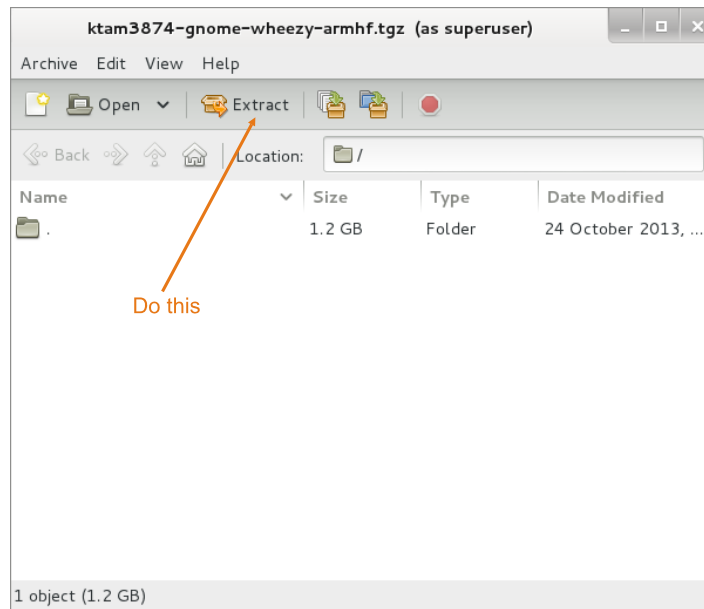 ktam3874-gnome-wheezy-armhf.tgz (as superuser)
Archive Edit View Help
Open Extract
Back Location: /
Name Size Type Date Modified
. 1.2 GB Folder 24 October 2013, ...
Do this
1 object (1.2 GB)